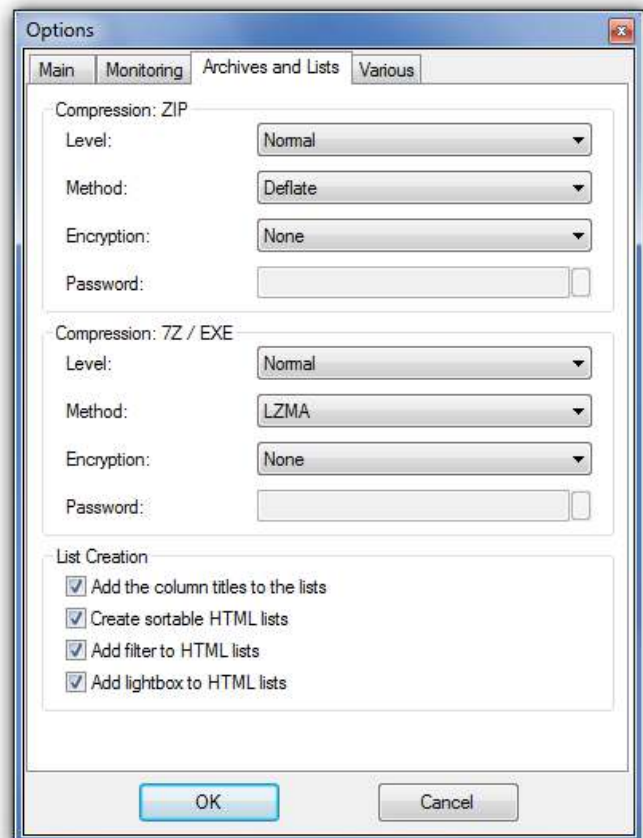 Options
Main Monitoring Archives and Lists Various
Compression: ZIP
Level: Normal
Method: Deflate
Encryption: None
Password:
Compression: 7Z / EXE
Level: Normal
Method: LZMA
Encryption: None
Password:
List Creation
Add the column titles to the lists
Create sortable HTML lists
Add filter to HTML lists
Add lightbox to HTML lists
OK Cancel